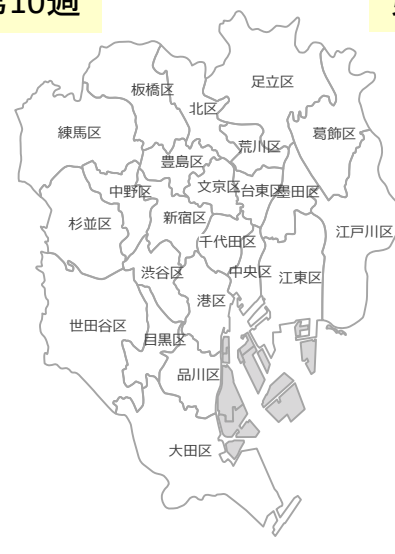 第10週
足立区
板橋区
北区
練馬区
葛飾区
荒川区
豊島区
文京区
台東区
墨田区
中野区
新宿区
杉並区
千代田区
江戸川区
渋谷区
中央区
江東区
港区
世田谷区
目黒区
品川区
大田区